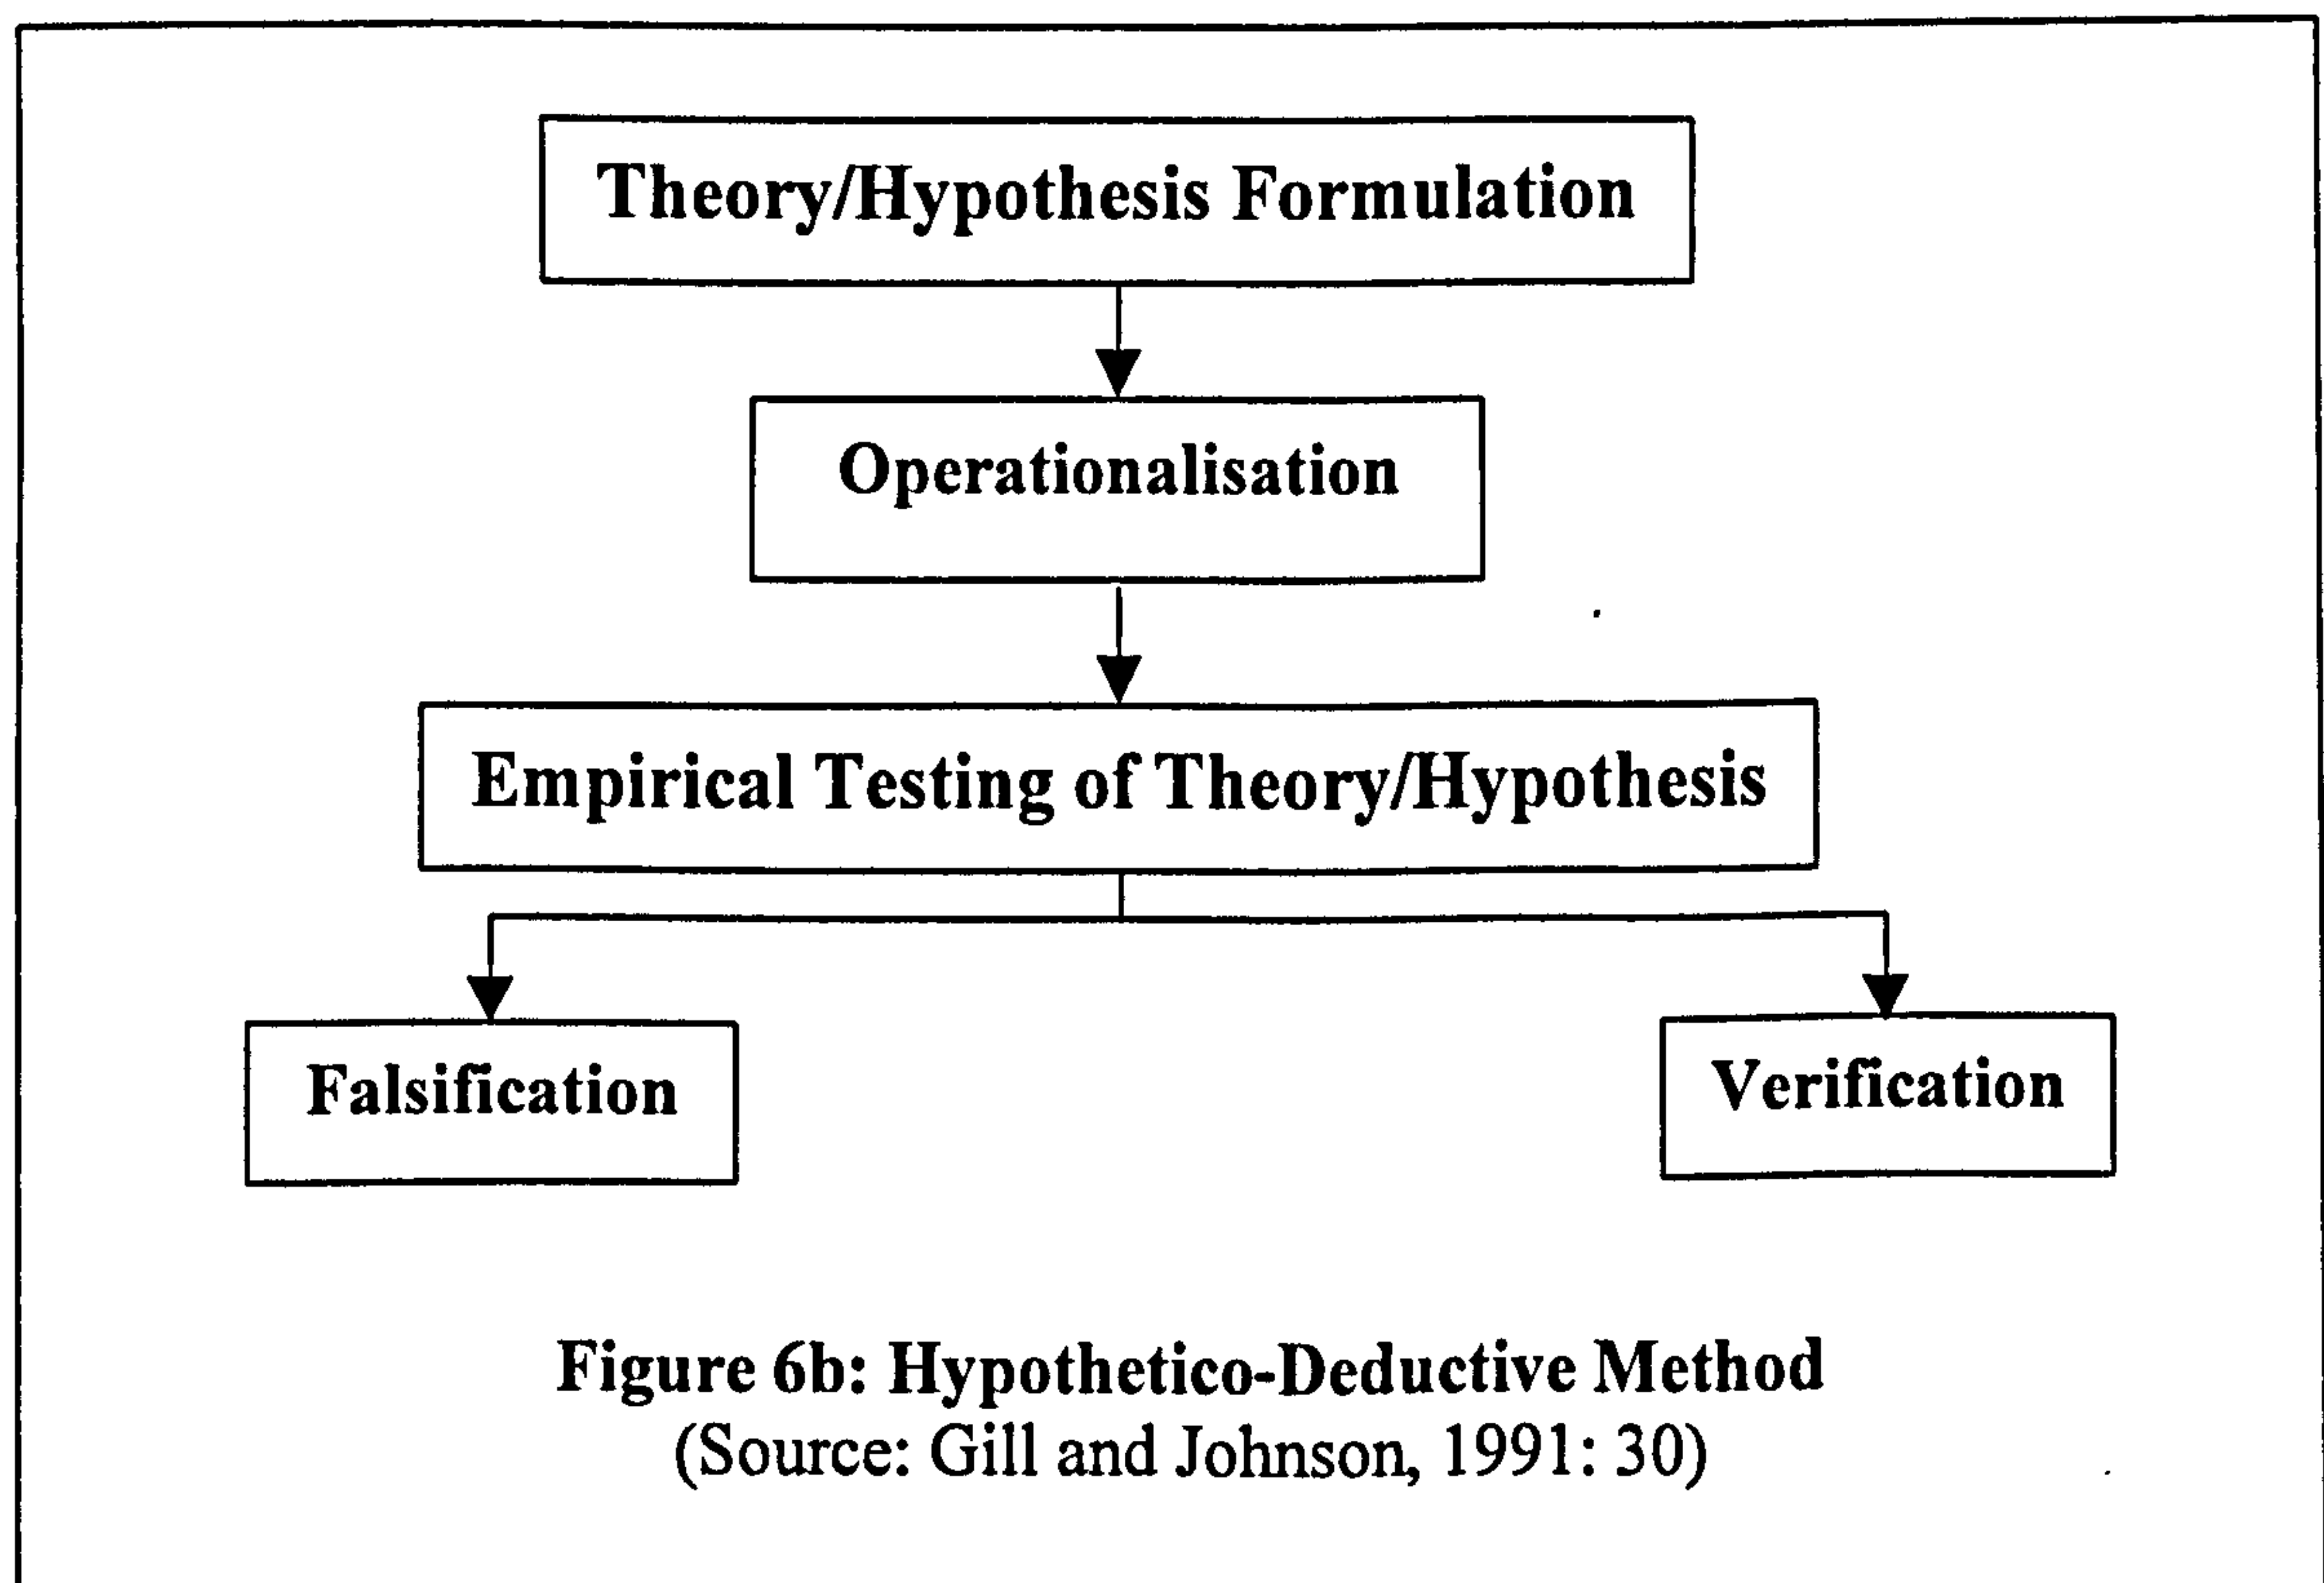 Theory/Hypothesis Formulation
Operationalisation
Empirical Testing of Theory/Hypothesis
Falsification
Verification
Figure 6b: Hypothetico-Deductive Method
(Source: Gill and Johnson, 1991: 30)